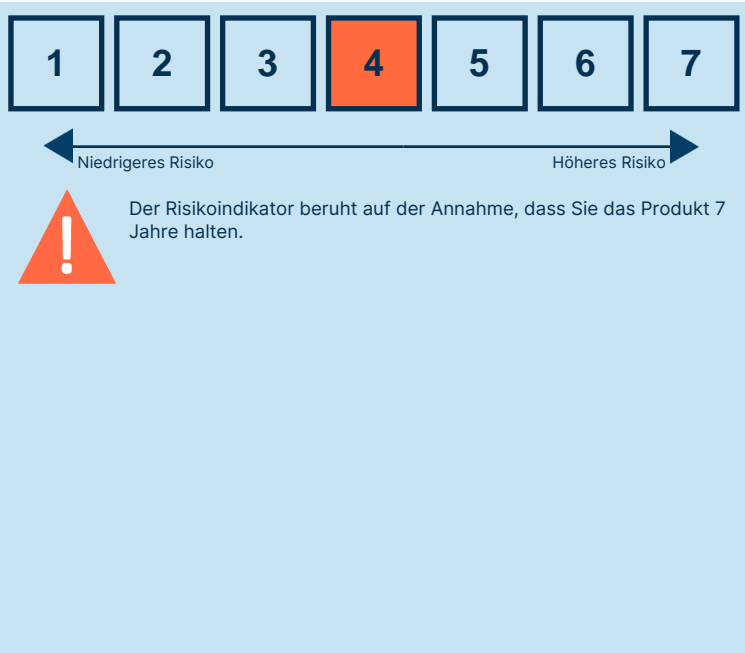 1 2 3 4 5 6 7
Niedrigeres Risiko Höheres Risiko
Der Risikoindikator beruht auf der Annahme, dass Sie das Produkt 7
Jahre halten.
!